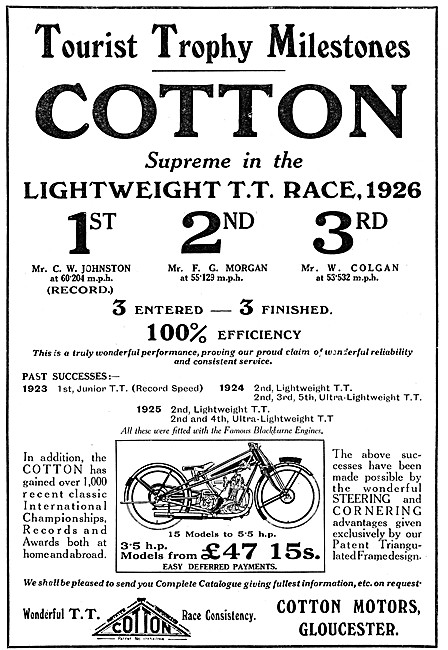 Tourist Trophy Milestones
COTTON
Supreme in the
LIGHTWEIGHT T.T. RACE, 1926
1ST 2ND 3RD
Mr. C. W. JOHNSTON Mr. F. G. MORGAN Mr. W. COLGAN
at 60·204 m.p.h. at 55·129 m.p.h. at 53·532 m.p.h.
(RECORD.)
3 ENTERED — 3 FINISHED.
100% EFFICIENCY
This is a truly wonderful performance, proving our proud claim of wonderful reliability
and consistent service.
PAST SUCCESSES:—
1923 1st, Junior T.T. (Record Speed) 1924 2nd, Lightweight T.T.
2nd, 3rd, 5th, Ultra-Lightweight T.T.
1925 2nd, Lightweight T.T.
2nd and 4th, Ultra-Lightweight T.T
All these were fitted with the Famous Blackburne Engines,
In addition, the
COTTON has
gained over 1,000
recent classic
International
Championships,
Records and
Awards both at
home and abroad.
15 Models to 5·5 h.p.
3·5 h.p.
Models from £47 15s.
EASY DEFERRED PAYMENTS.
The above suc-
cesses have been
made possible by
the wonderful
STEERING and
CORNERING
advantages given
exclusively by our
Patent Triangu-
lated Frame design.
We shall be pleased to send you Complete Catalogue giving fullest information, etc. on request·
Wonderful T.T. COTTON Race Consistency.
COTTON MOTORS,
GLOUCESTER.